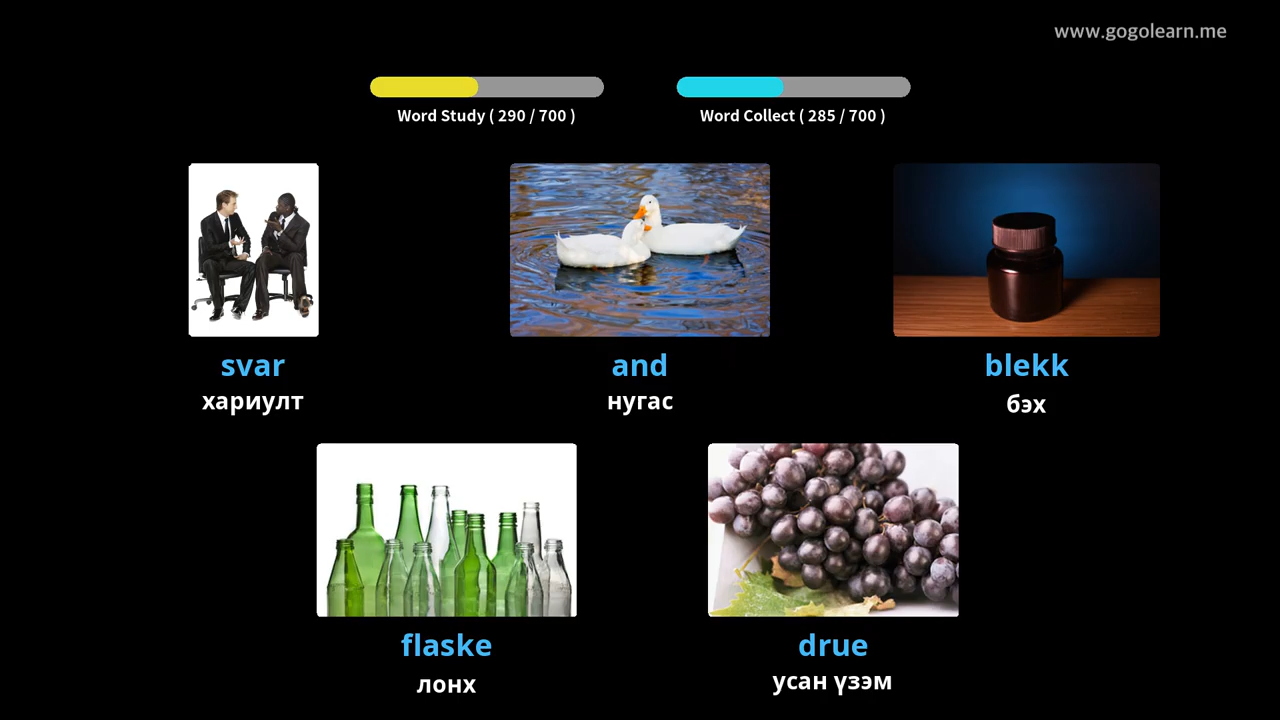 www.gogolearn.me
Word Study ( 290 / 700 )
Word Collect ( 285 / 700 )
svar
хариулт
and
нугас
blekk
бэх
flaske
лонх
drue
усан үзэм